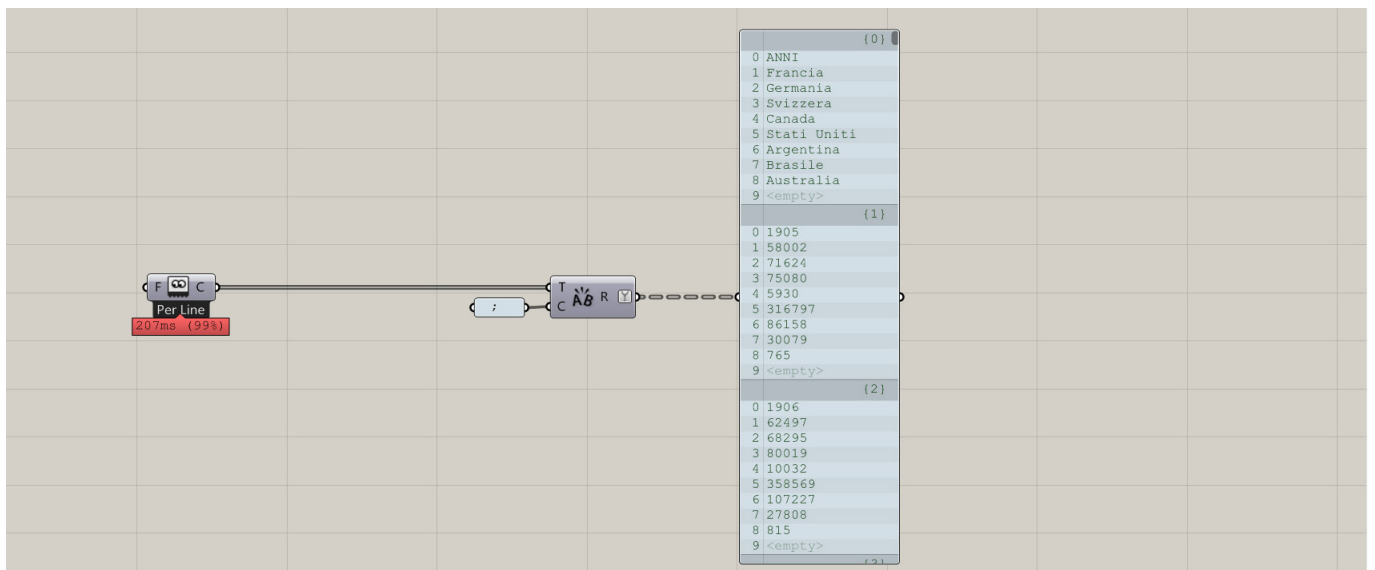 F C
Per Line
207ms (99%)
;
T
C
AB R Y
{0}
0 ANNI
1 Francia
2 Germania
3 Svizzera
4 Canada
5 Stati Uniti
6 Argentina
7 Brasile
8 Australia
9 <empty>
{1}
0 1905
1 58002
2 71624
3 75080
4 5930
5 316797
6 86158
7 30079
8 765
9 <empty>
{2}
0 1906
1 62497
2 68295
3 80019
4 10032
5 358569
6 107227
7 27808
8 815
9 <empty>